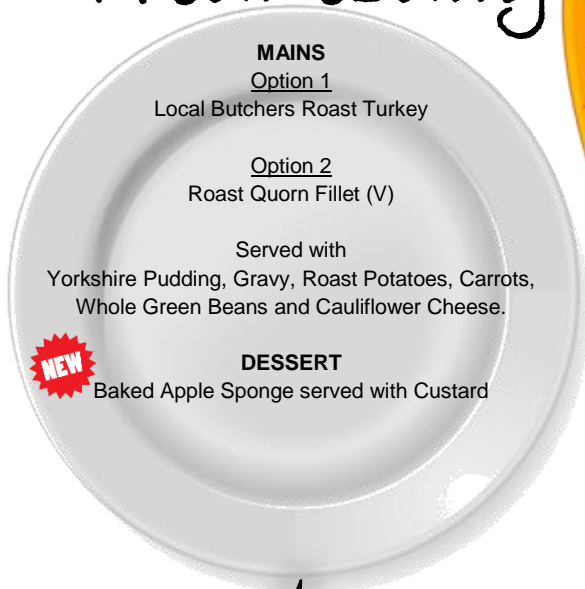 MAINS
Option 1
Local Butchers Roast Turkey
Option 2
Roast Quorn Fillet (V)
Served with
Yorkshire Pudding, Gravy, Roast Potatoes, Carrots,
Whole Green Beans and Cauliflower Cheese.
NEW
DESSERT
Baked Apple Sponge served with Custard